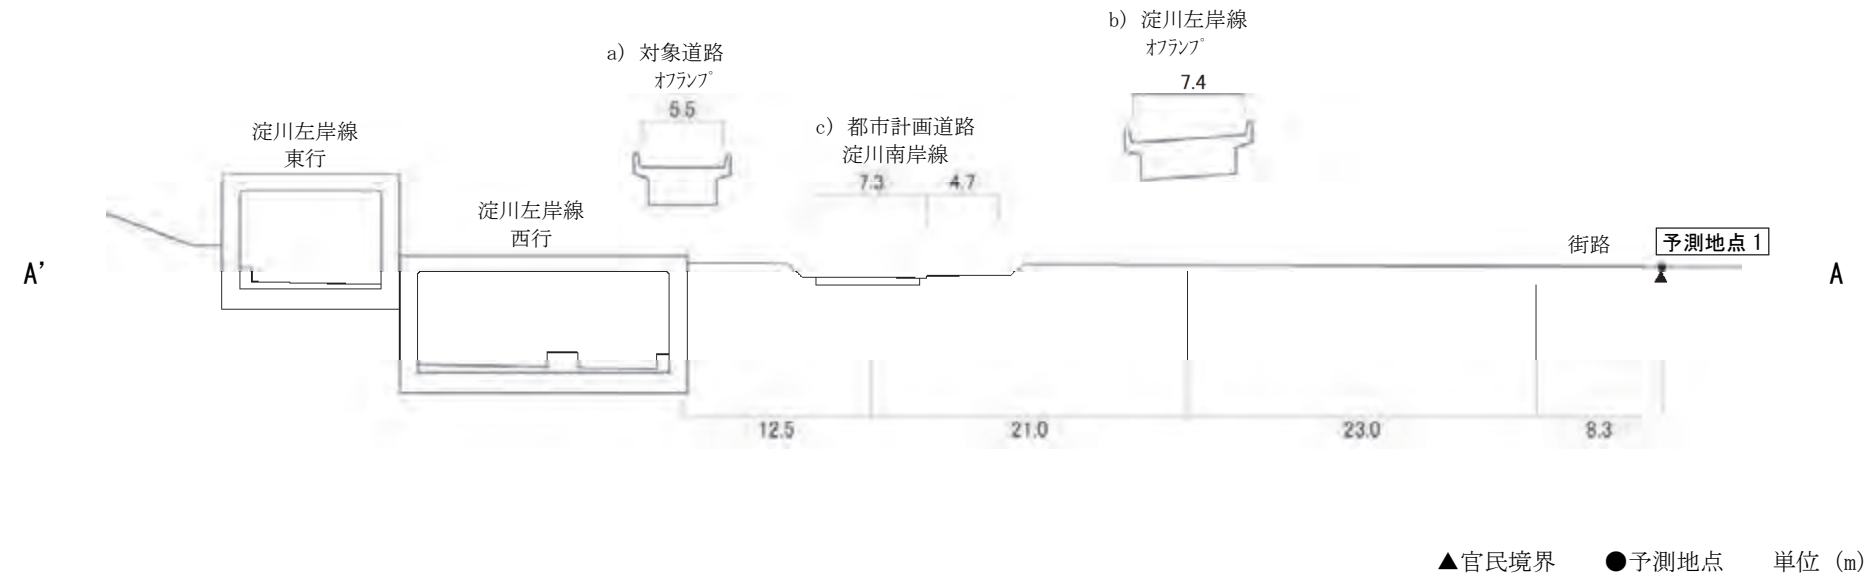 b) 淀川左岸線
ｵﾌﾗﾝﾌﾟ
7.4
a) 対象道路
ｵﾌﾗﾝﾌﾟ
5.5
c) 都市計画道路
淀川南岸線
7.3
4.7
淀川左岸線
東行
淀川左岸線
西行
街路
予測地点1
A’
A
12.5
21.0
23.0
8.3
▲官民境界 ●予測地点 単位 (m)